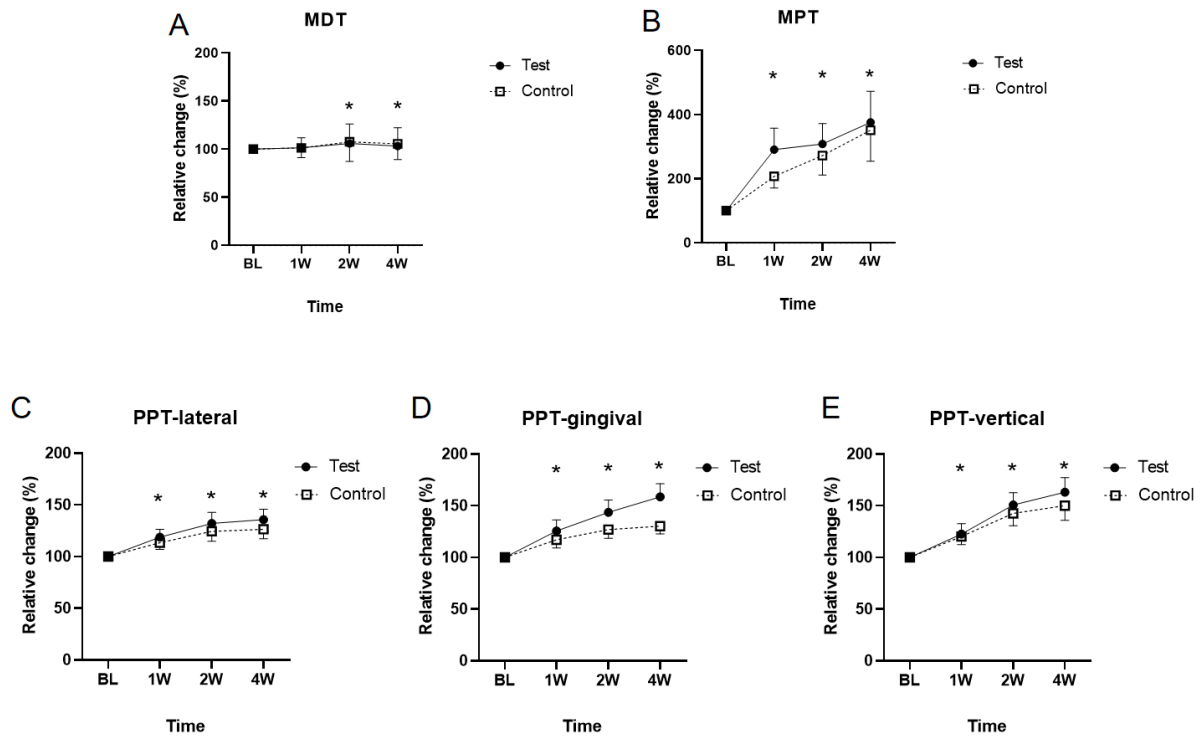 A
MDT
Relative change (%)
200
150
100
50
0
* *
BL 1W 2W 4W
Time
Test
Control
B
MPT
Relative change (%)
600
400
200
0
* * *
BL 1W 2W 4W
Time
Test
Control
C
PPT-lateral
Relative change (%)
200
150
100
50
0
* * *
BL 1W 2W 4W
Time
Test
Control
D
PPT-gingival
Relative change (%)
200
150
100
50
0
* * *
BL 1W 2W 4W
Time
Test
Control
E
PPT-vertical
Relative change (%)
200
150
100
50
0
* * *
BL 1W 2W 4W
Time
Test
Control